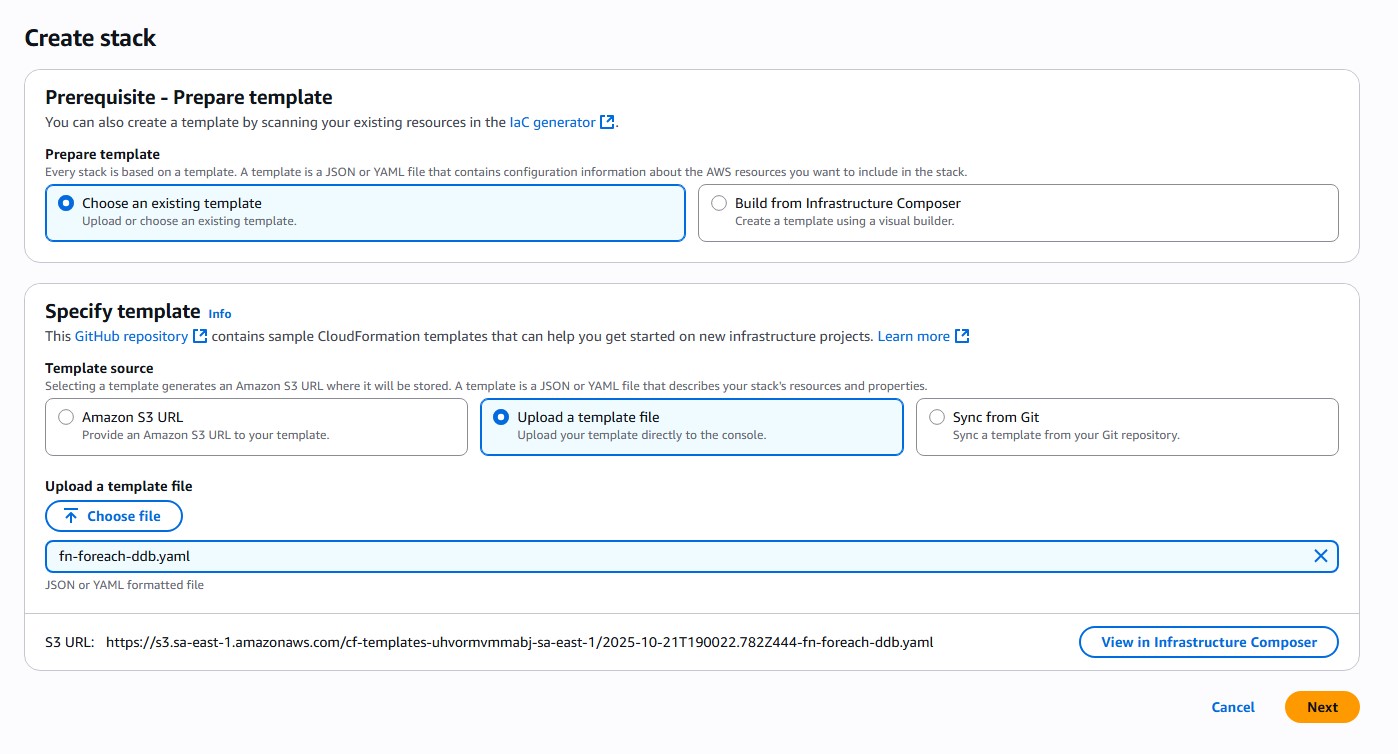 Create stack
Prerequisite - Prepare template
You can also create a template by scanning your existing resources in the IaC generator.
Prepare template
Every stack is based on a template. A template is a JSON or YAML file that contains configuration information about the AWS resources you want to include in the stack.
Choose an existing template
Upload or choose an existing template.
Build from Infrastructure Composer
Create a template using a visual builder.
Specify template Info
This GitHub repository contains sample CloudFormation templates that can help you get started on new infrastructure projects. Learn more
Template source
Selecting a template generates an Amazon S3 URL where it will be stored. A template is a JSON or YAML file that describes your stack's resources and properties.
Amazon S3 URL
Provide an Amazon S3 URL to your template.
Upload a template file
Upload your template directly to the console.
Sync from Git
Sync a template from your Git repository.
Upload a template file
Choose file
fn-foreach-ddb.yaml
JSON or YAML formatted file
S3 URL: https://s3.sa-east-1.amazonaws.com/cf-templates-uhvormvmmabj-sa-east-1/2025-10-21T190022.782Z444-fn-foreach-ddb.yaml
View in Infrastructure Composer
Cancel
Next